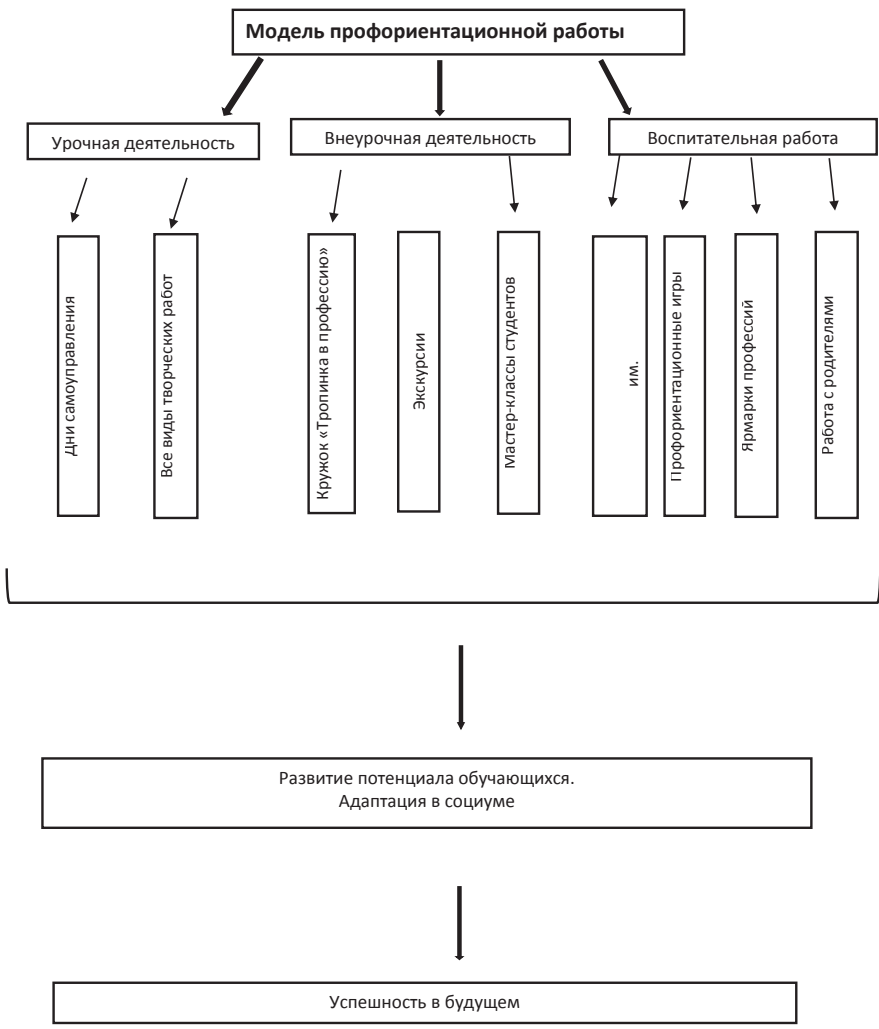 Модель профориентационной работы
Урочная деятельность
Внеурочная деятельность
Воспитательная работа
Дни самоуправления
Все виды творческих работ
Кружок «Тропинка в профессию»
Экскурсии
Мастер-классы студентов
им.
Профориентационные игры
Ярмарки профессий
Работа с родителями
Развитие потенциала обучающихся.
Адаптация в социуме
Успешность в будущем